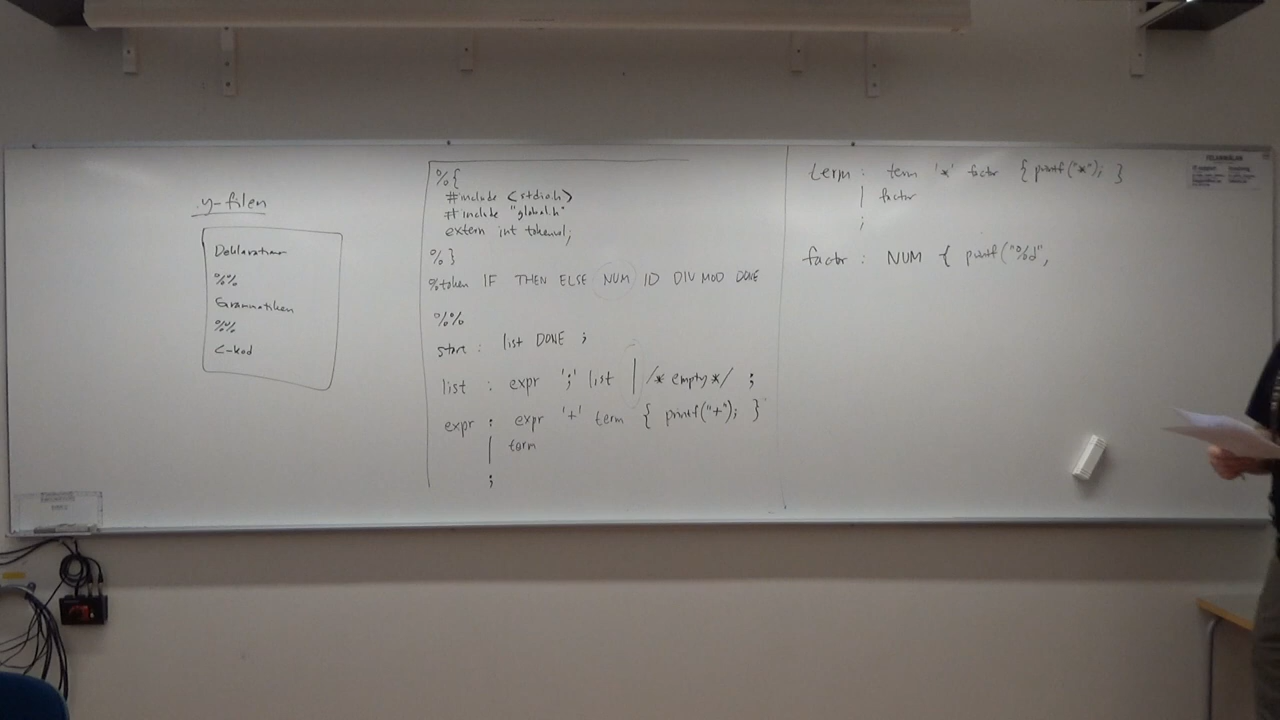 .y-filen
Deklarationer
%%
Grammatiken
%%
C-kod
%{
#include <stdio.h>
#include "global.h"
extern int tokenval;
%}
%token IF THEN ELSE NUM ID DIV MOD DONE
%%
start : list DONE ;
list : expr ';' list | /* empty */ ;
expr : expr '+' term { printf("+"); }
| term
;
term : term '*' factor { printf("*"); }
| factor
;
factor : NUM { printf("%d",